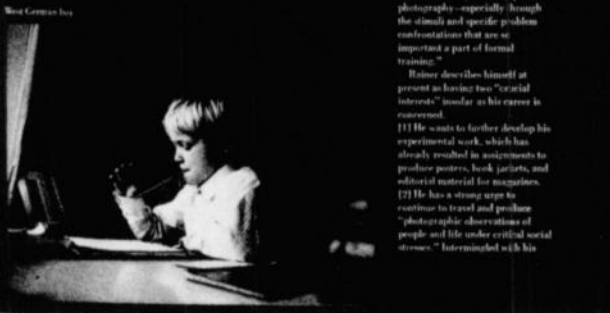 West German boy
photography—especially through
the stimuli and specific problem
confrontations that are so
important a part of formal
training."
Rainer describes himself at
present as having two "crucial
interests" insofar as his career is
concerned.
[1] He wants to further develop his
experimental work, which has
already resulted in assignments to
produce posters, book jackets, and
editorial material for magazines.
[2] He has a strong urge to
continue to travel and produce
"photographic observations of
people and life under critical social
stresses." Intermingled with his